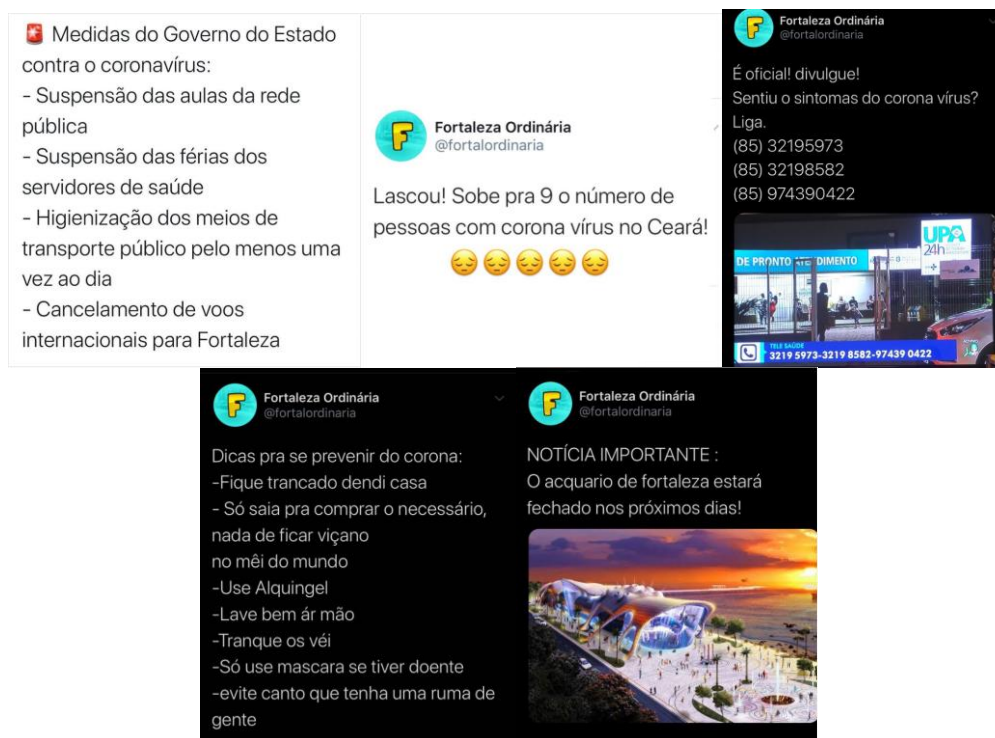 🚨 Medidas do Governo do Estado
contra o coronavírus:
- Suspensão das aulas da rede
pública
- Suspensão das férias dos
servidores de saúde
- Higienização dos meios de
transporte público pelo menos uma
vez ao dia
- Cancelamento de voos
internacionais para Fortaleza
Fortaleza Ordinária
@fortalordinaria
Lascou! Sobe pra 9 o número de
pessoas com corona vírus no Ceará!
😔😔😔😔😔
Fortaleza Ordinária
@fortalordinaria
É oficial! divulgue!
Sentiu o sintomas do corona vírus?
Liga.
(85) 32195973
(85) 32198582
(85) 974390422
UPA
24h
DE PRONTO ATENDIMENTO
TELE SAÚDE
3219 5973-3219 8582-97439 0422
Fortaleza Ordinária
@fortalordinaria
Dicas pra se prevenir do corona:
-Fique trancado dendi casa
- Só saia pra comprar o necessário,
nada de ficar viçano
no mêi do mundo
-Use Alquingel
-Lave bem ár mão
-Tranque os véi
-Só use mascara se tiver doente
-evite canto que tenha uma ruma de
gente
Fortaleza Ordinária
@fortalordinaria
NOTÍCIA IMPORTANTE :
O acquario de fortaleza estará
fechado nos próximos dias!